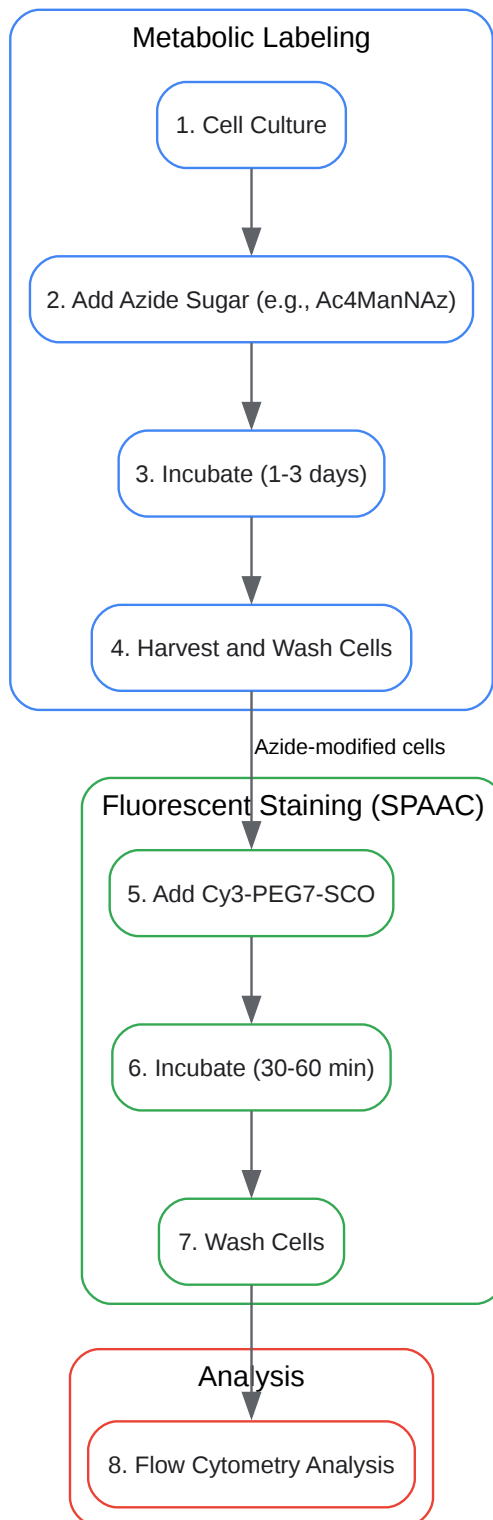 Metabolic Labeling
1. Cell Culture
2. Add Azide Sugar (e.g., Ac4ManNAz)
3. Incubate (1-3 days)
4. Harvest and Wash Cells
Azide-modified cells
Fluorescent Staining (SPAAC)
5. Add Cy3-PEG7-SCO
6. Incubate (30-60 min)
7. Wash Cells
Analysis
8. Flow Cytometry Analysis